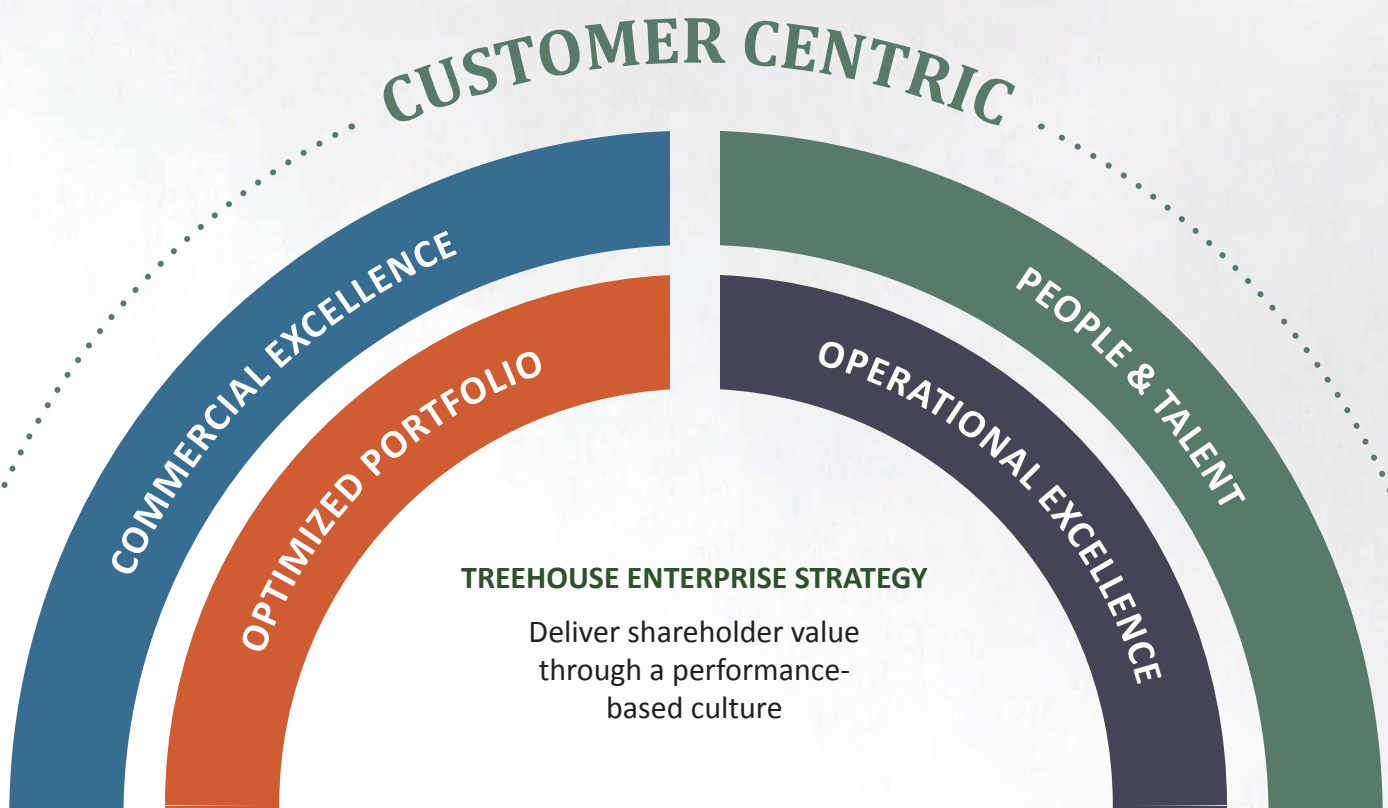 CUSTOMER CENTRIC
COMMERCIAL EXCELLENCE
PEOPLE & TALENT
OPTIMIZED PORTFOLIO
OPERATIONAL EXCELLENCE
TREEHOUSE ENTERPRISE STRATEGY
Deliver shareholder value
through a performance-
based culture